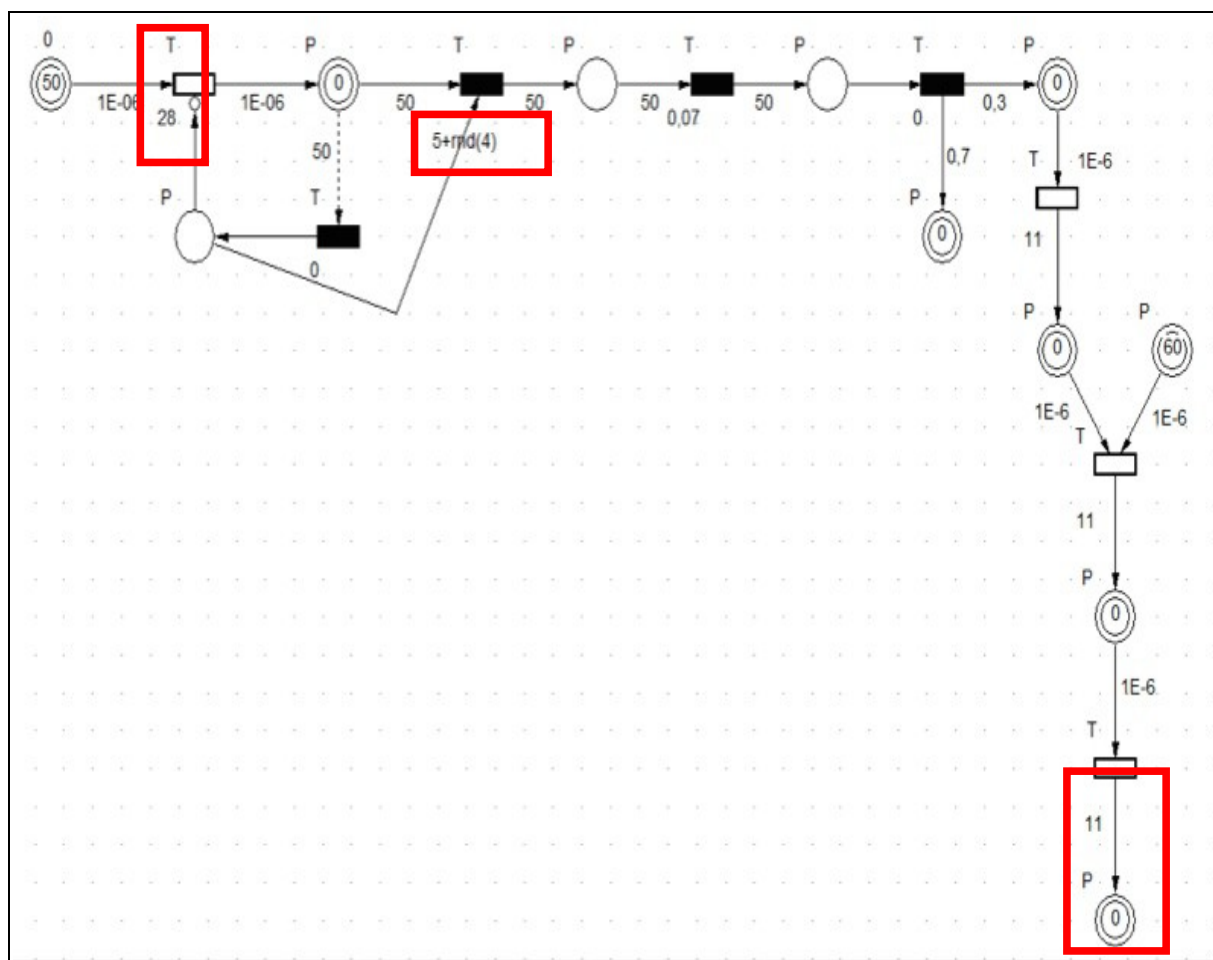 0
T P T P T P T P
50 0 0
1E-06 1E-06 50 50 50 50 0 0,3
28 0,07
5+rnd(4)
50 0,7 T 1E-6
P T P
0 11
0
P P
0 60
1E-6 1E-6
T
11
P
0
1E-6
T
11
P
0